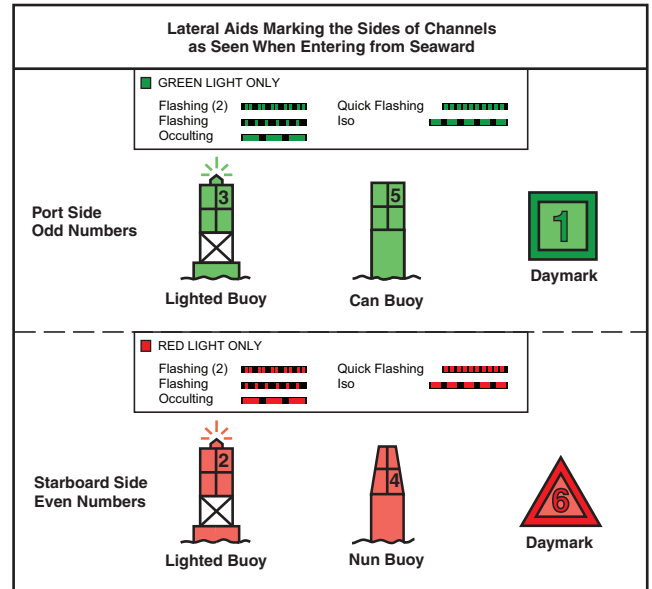 Lateral Aids Marking the Sides of Channels
as Seen When Entering from Seaward
GREEN LIGHT ONLY
Flashing (2)
Quick Flashing
Flashing
Iso
Occulting
Port Side
Odd Numbers
3
5
1
Lighted Buoy
Can Buoy
Daymark
RED LIGHT ONLY
Flashing (2)
Quick Flashing
Flashing
Iso
Occulting
Starboard Side
Even Numbers
2
4
6
Lighted Buoy
Nun Buoy
Daymark